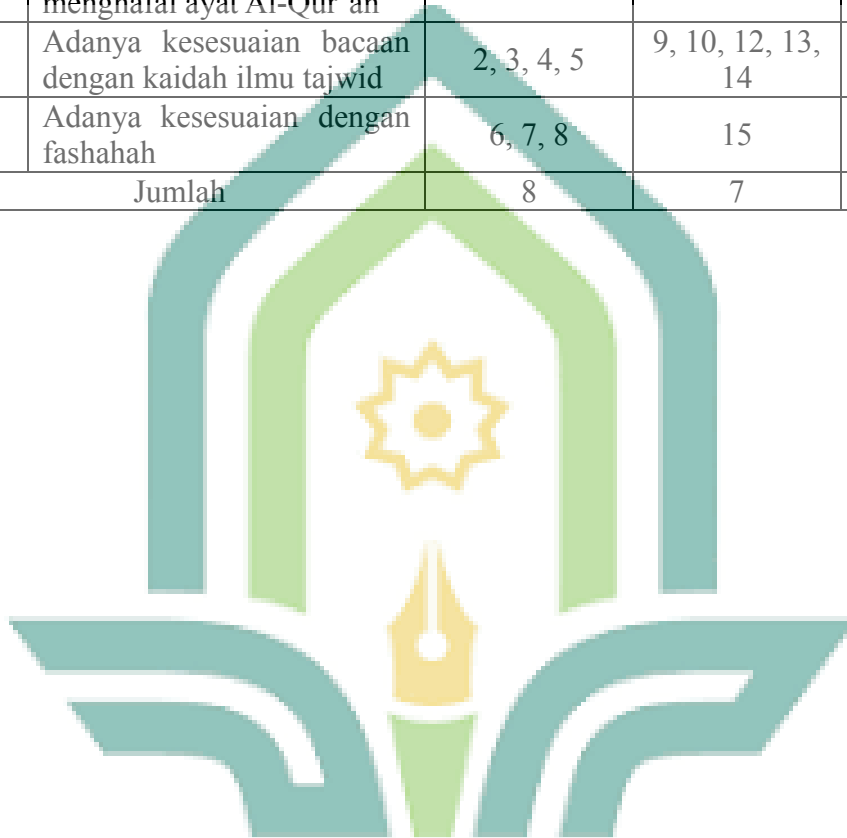 menghafal ayat Al-Qur'an
Adanya kesesuaian bacaan
dengan kaidah ilmu tajwid
2, 3, 4, 5
9, 10, 12, 13,
14
Adanya kesesuaian dengan
fashahah
6, 7, 8
15
Jumlah
8
7